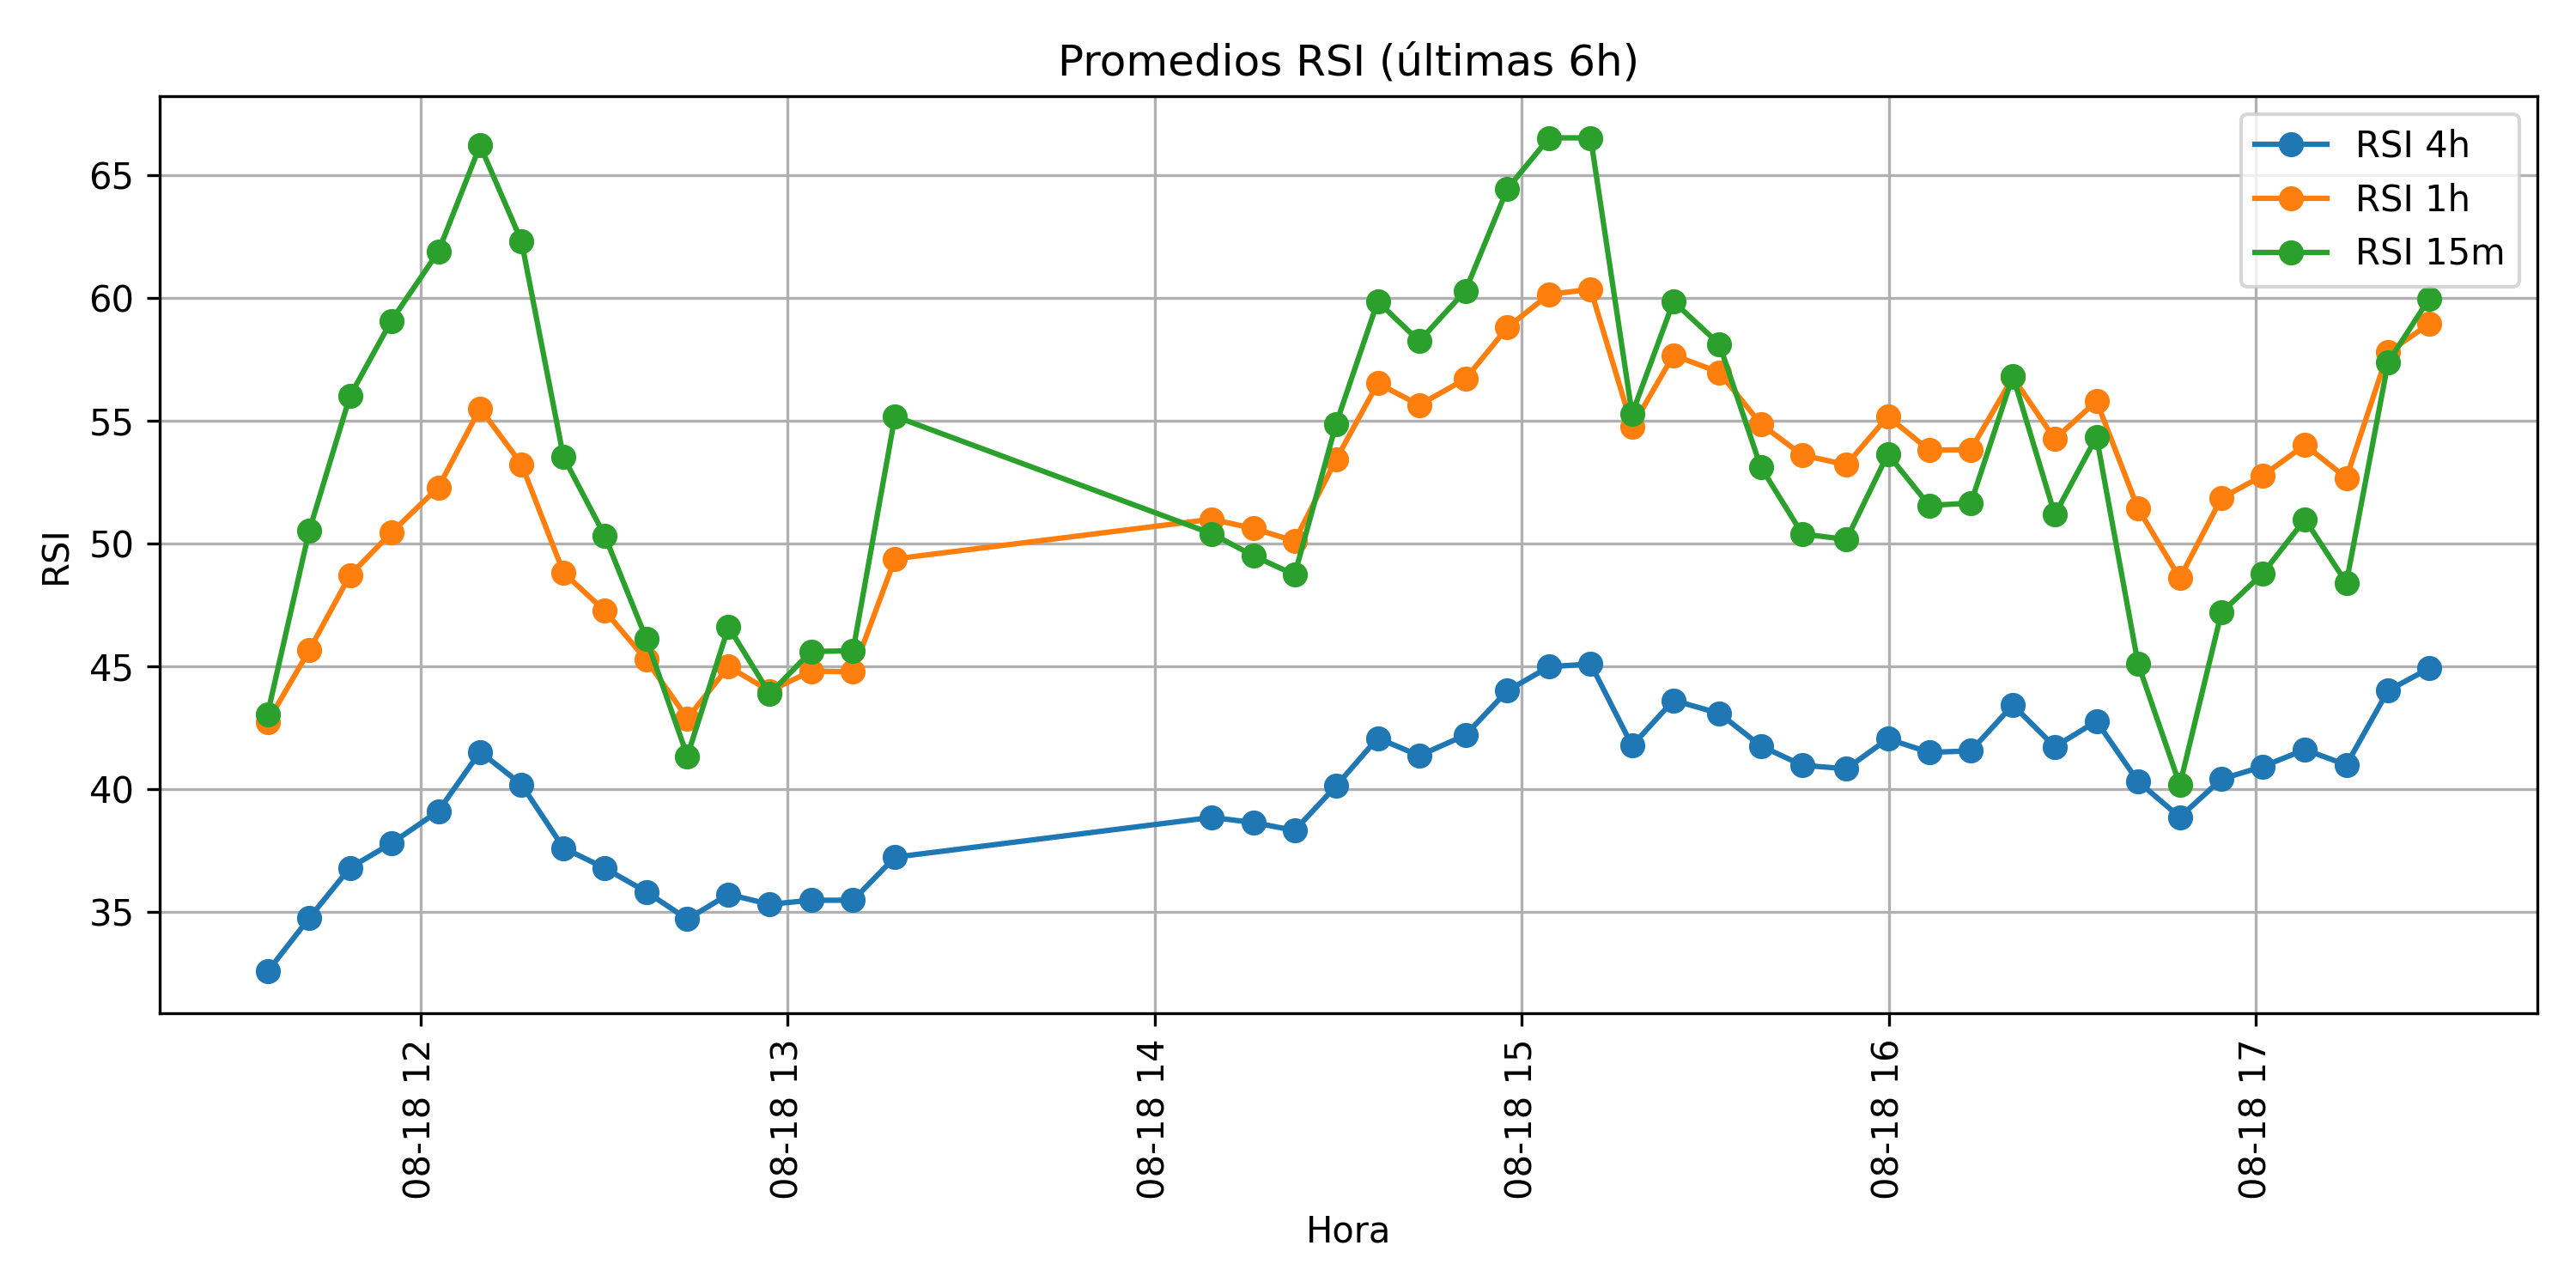 Promedios RSI (últimas 6h)
RSI 4h
RSI 1h
RSI 15m
RSI
65
60
55
50
45
40
35
08-18 12
08-18 13
08-18 14
08-18 15
08-18 16
08-18 17
Hora